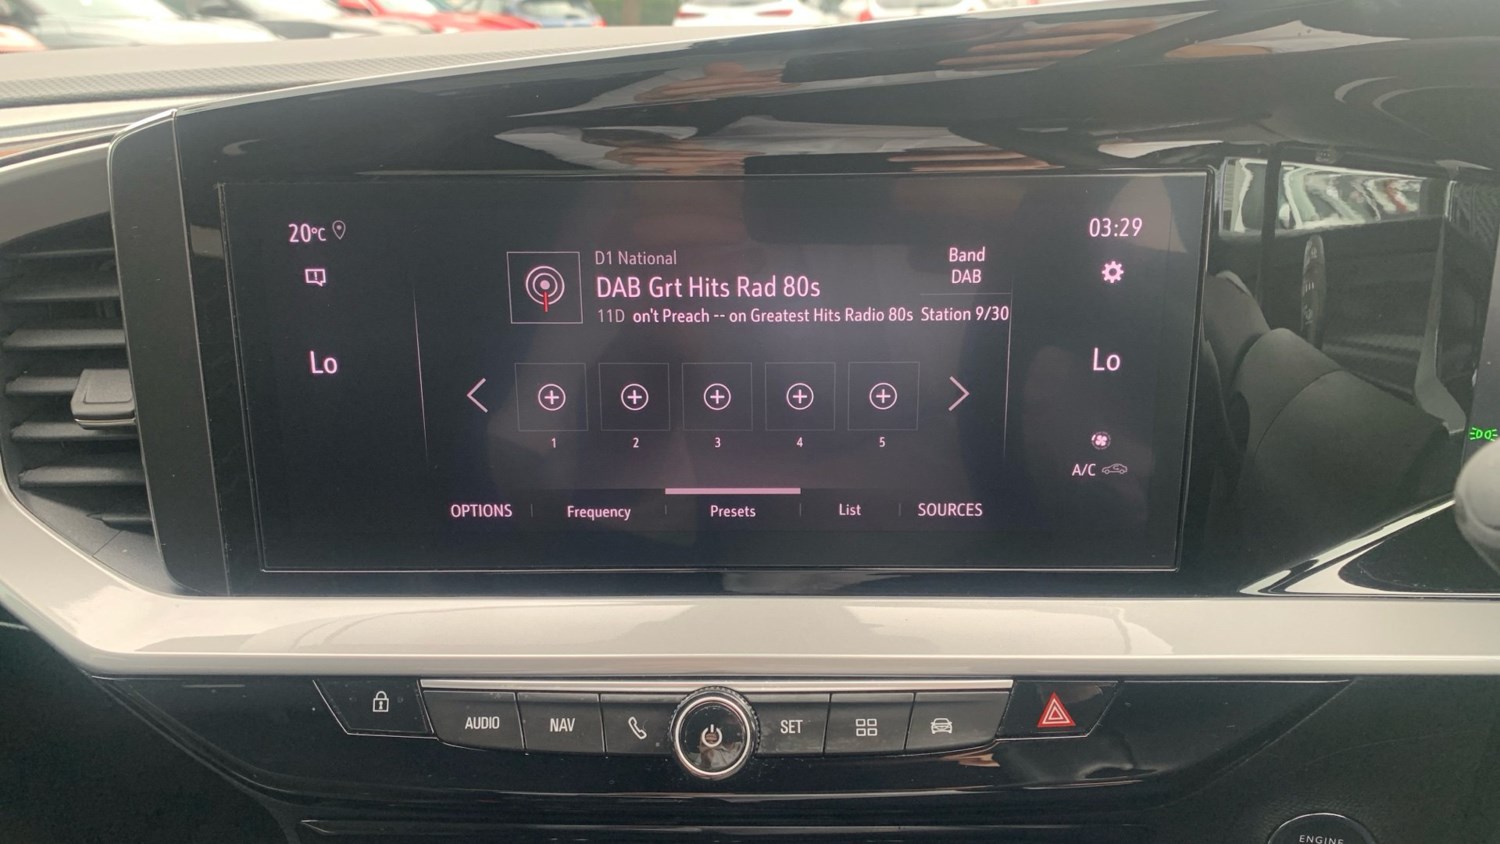 20°C
03:29
D1 National
DAB Grt Hits Rad 80s
11D on't Preach -- on Greatest Hits Radio 80s
Band
DAB
Station 9/30
Lo
Lo
1
2
3
4
5
A/C
OPTIONS
Frequency
Presets
List
SOURCES
AUDIO
NAV
SET
ENGINE